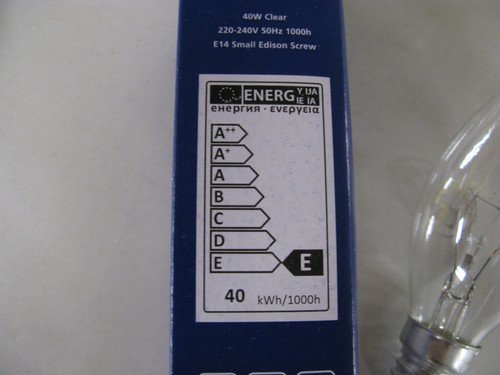 40W Clear
220-240V 50Hz 1000h
E14 Small Edison Screw
ENERG Y IJA
IE IA
енергия · ενεργεια
A++
A+
A
B
C
D
E
E
40 kWh/1000h